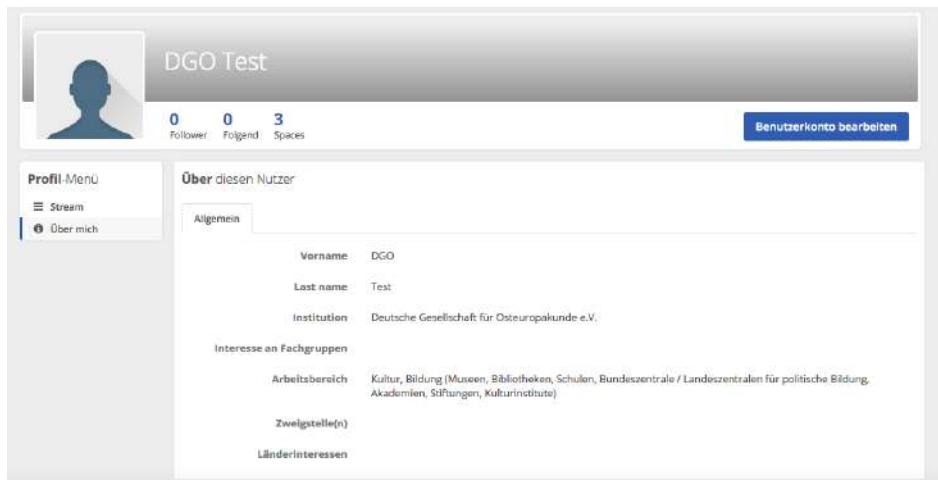 DGO Test
0 0 3
Follower Folgend Spaces
Benutzerkonto bearbeiten
Profil-Menü
Stream
Über mich
Über diesen Nutzer
Allgemein
Vorname DGO
Last name Test
Institution Deutsche Gesellschaft für Osteuropakunde e.V.
Interesse an Fachgruppen
Arbeitsbereich Kultur, Bildung (Museen, Bibliotheken, Schulen, Bundeszentrale / Landeszentralen für politische Bildung,
Akademien, Stiftungen, Kulturinstitute)
Zweigstelle(n)
Länderinteressen